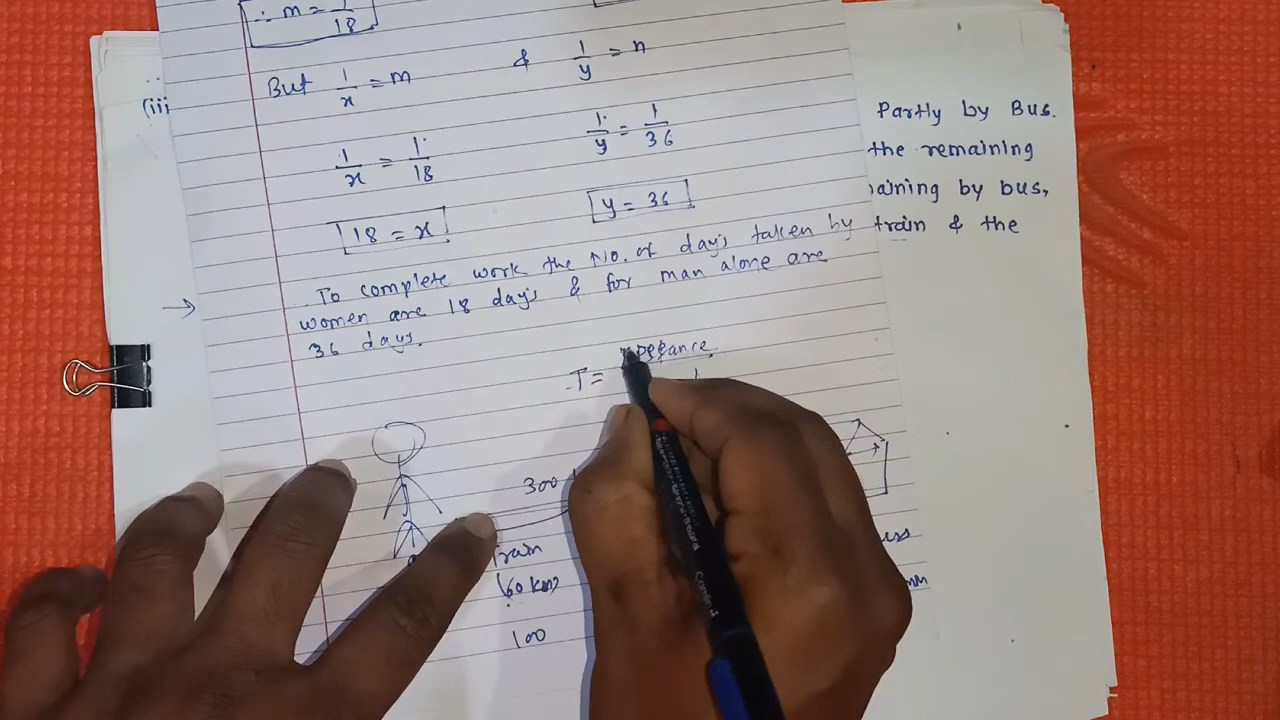 ∴ m = 1/18
But 1/x = m & 1/y = n
1/x = 1/18 1/y = 1/36
18 = x y = 36
To complete work the no. of days taken by
women are 18 days & for man alone are
36 days.
T =
300
Train
(60 km)
100
(iii
Partly by Bus.
the remaining
aining by bus,
train & the